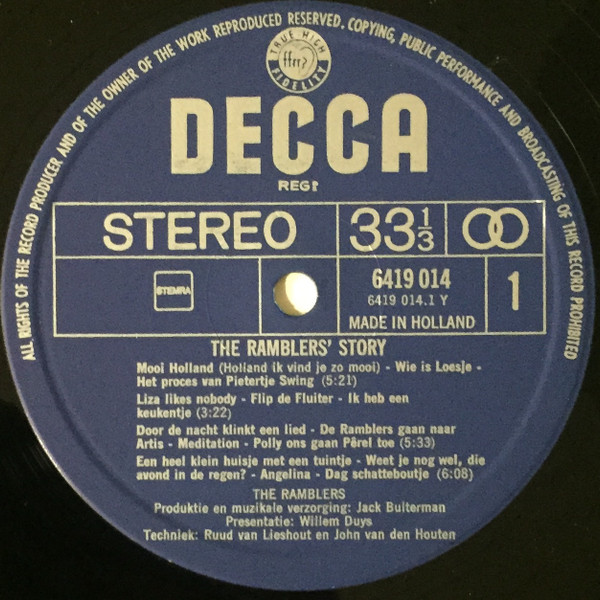 ALL RIGHTS OF THE RECORD PRODUCER AND OF THE OWNER OF THE WORK REPRODUCED RESERVED. COPYING, PUBLIC PERFORMANCE AND BROADCASTING OF THIS RECORD PROHIBITED
TRUE HIGH
ffrr
FIDELITY
DECCA
REGD
STEREO 33⅓
STEMRA
6419 014
6419 014.1 Y
MADE IN HOLLAND
1
THE RAMBLERS' STORY
Mooi Holland (Holland ik vind je zo mooi) - Wie is Loesje -
Het proces van Pietertje Swing (5:21)
Liza likes nobody - Flip de Fluiter - Ik heb een
keukentje (3:22)
Door de nacht klinkt een lied - De Ramblers gaan naar
Artis - Meditation - Polly ons gaan Pêrel toe (5:33)
Een heel klein huisje met een tuintje - Weet je nog wel, die
avond in de regen? - Angelina - Dag schatteboutje (6:08)
THE RAMBLERS
Produktie en muzikale verzorging: Jack Bulterman
Presentatie: Willem Duys
Techniek: Ruud van Lieshout en John van den Houten